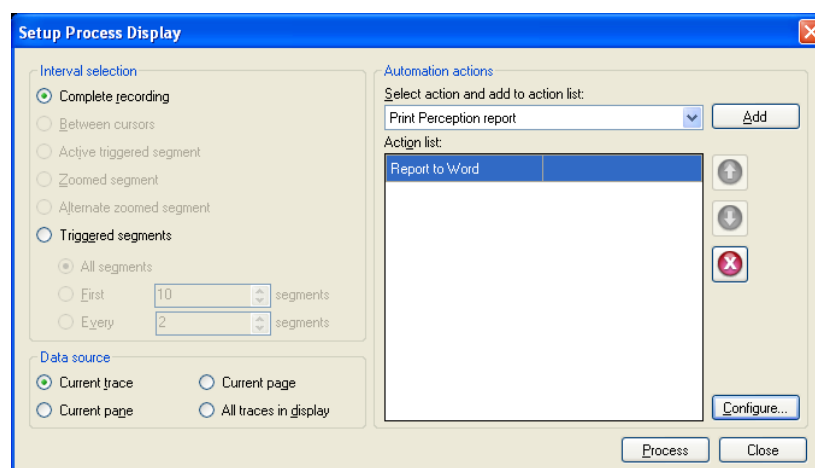 Setup Process Display
Interval selection
Complete recording
Between cursors
Active triggered segment
Zoomed segment
Alternate zoomed segment
Triggered segments
All segments
First 10 segments
Every 2 segments
Data source
Current trace Current page
Current pane All traces in display
Automation actions
Select action and add to action list:
Print Perception report Add
Action list:
Report to Word
Configure...
Process Close